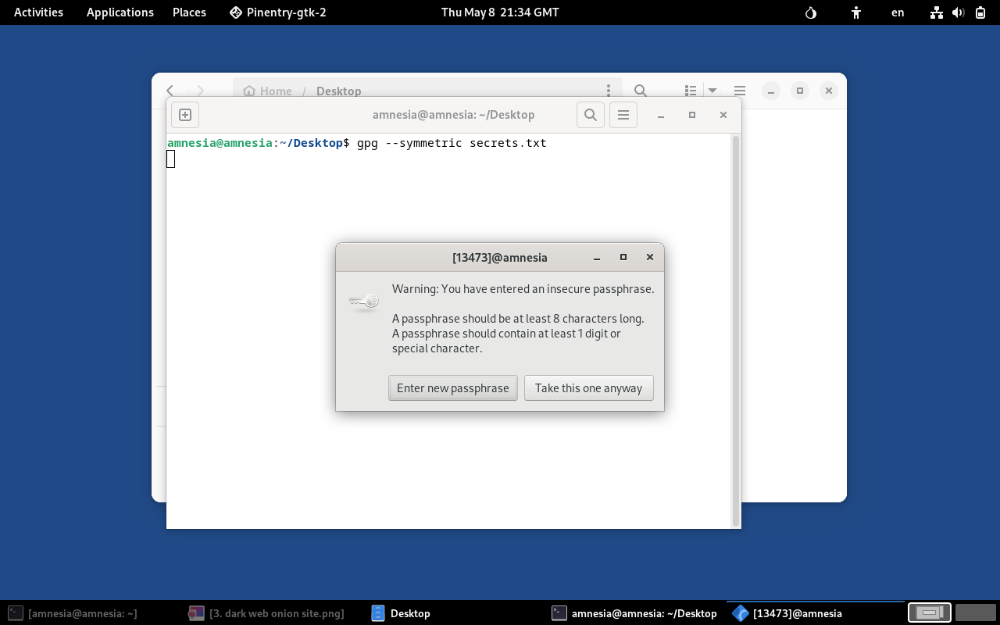 Activities Applications Places Pinentry-gtk-2 Thu May 8 21:34 GMT en
Home / Desktop
amnesia@amnesia: ~/Desktop
amnesia@amnesia:~/Desktop$ gpg --symmetric secrets.txt
[13473]@amnesia
Warning: You have entered an insecure passphrase.
A passphrase should be at least 8 characters long.
A passphrase should contain at least 1 digit or
special character.
Enter new passphrase Take this one anyway
[amnesia@amnesia: ~] [3. dark web onion site.png] Desktop amnesia@amnesia: ~/Desktop [13473]@amnesia